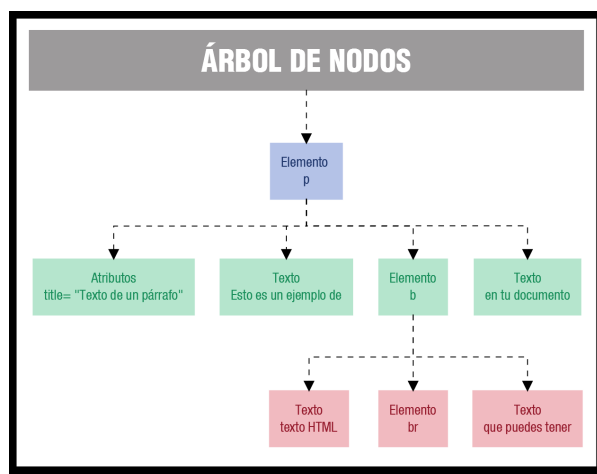 ÁRBOL DE NODOS
Elemento
p
Atributos
title= "Texto de un párrafo"
Texto
Esto es un ejemplo de
Elemento
b
Texto
en tu documento
Texto
texto HTML
Elemento
br
Texto
que puedes tener